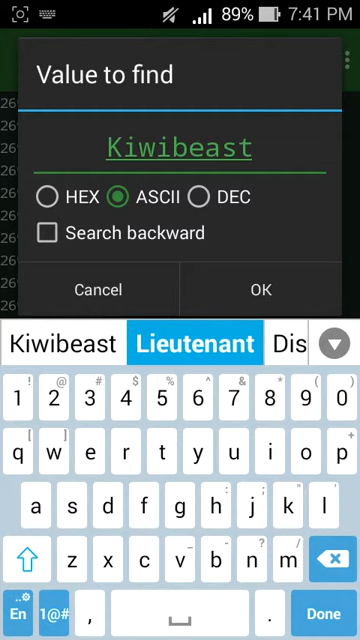 89% 7:41 PM
Value to find
Kiwibeast
HEX ASCII DEC
Search backward
Cancel OK
Kiwibeast Lieutenant Dis
! @ # $ % ^ & * ( )
1 2 3 4 5 6 7 8 9 0
[ ] +
q w e r t y u i o p
: ; "
a s d f g h j k l
_ - ? /
z x c v b n m
En 1@# , . Done